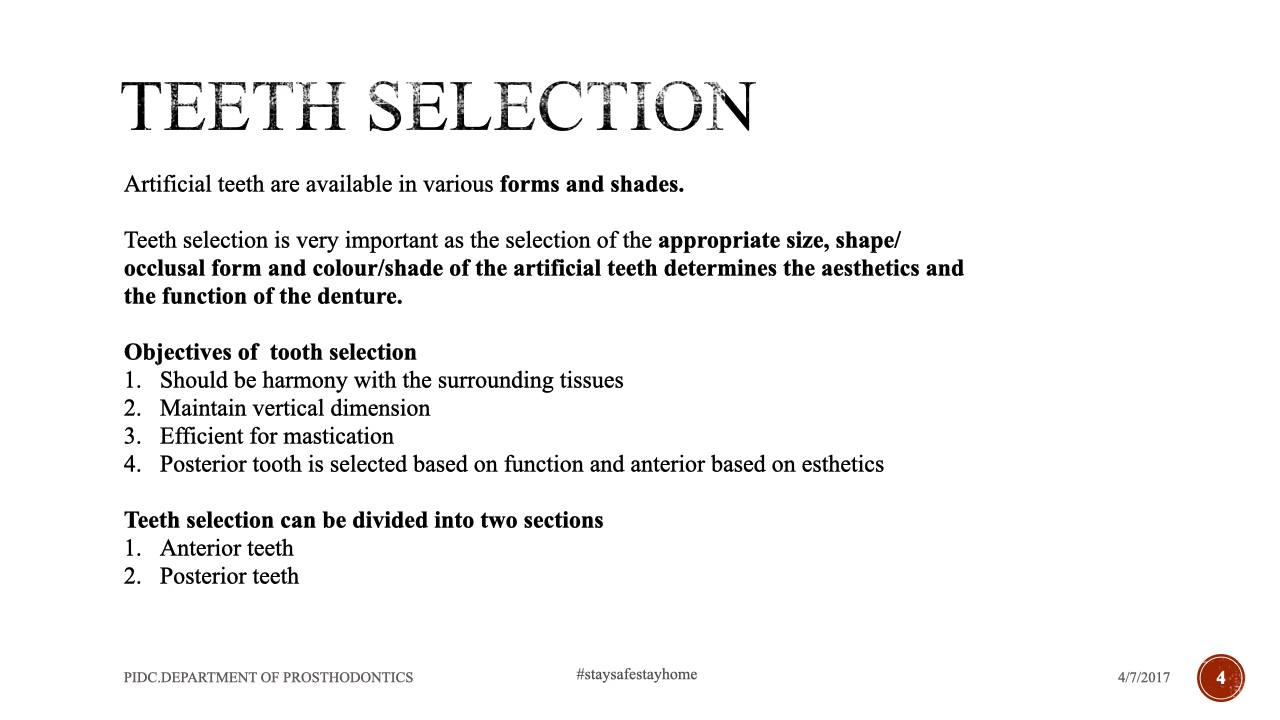 TEETH SELECTION
Artificial teeth are available in various forms and shades.
Teeth selection is very important as the selection of the appropriate size, shape/
occlusal form and colour/shade of the artificial teeth determines the aesthetics and
the function of the denture.
Objectives of  tooth selection
1. Should be harmony with the surrounding tissues
2. Maintain vertical dimension
3. Efficient for mastication
4. Posterior tooth is selected based on function and anterior based on esthetics
Teeth selection can be divided into two sections
1. Anterior teeth
2. Posterior teeth
PIDC.DEPARTMENT OF PROSTHODONTICS
#staysafestayhome
4/7/2017
4